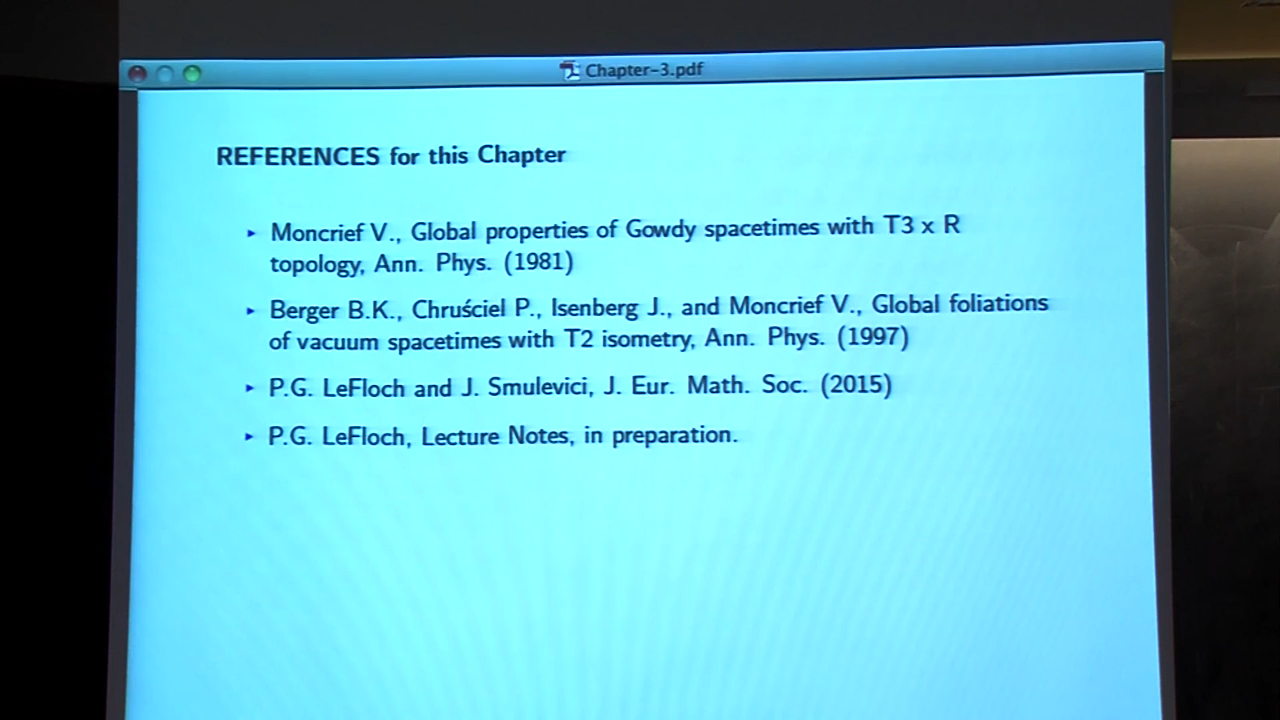 Chapter-3.pdf
REFERENCES for this Chapter
‣ Moncrief V., Global properties of Gowdy spacetimes with T3 x R
topology, Ann. Phys. (1981)
‣ Berger B.K., Chruściel P., Isenberg J., and Moncrief V., Global foliations
of vacuum spacetimes with T2 isometry, Ann. Phys. (1997)
‣ P.G. LeFloch and J. Smulevici, J. Eur. Math. Soc. (2015)
‣ P.G. LeFloch, Lecture Notes, in preparation.